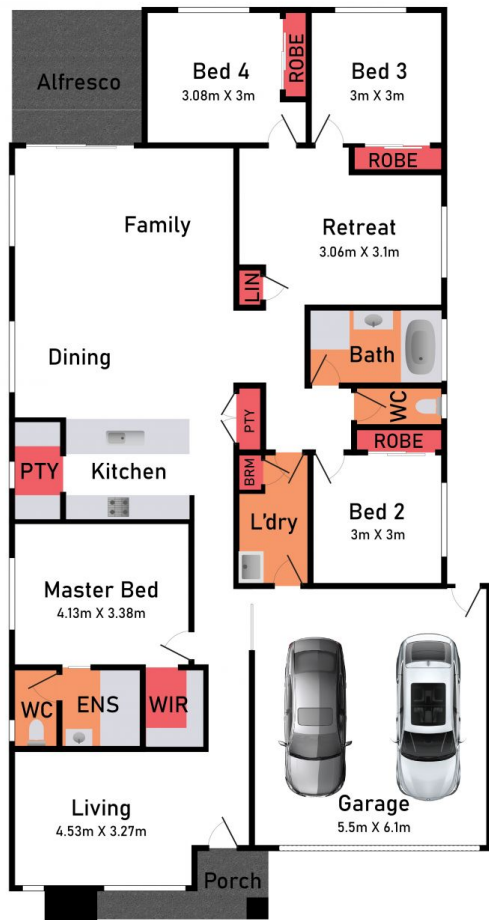 Alfresco
Bed 4
3.08m X 3m
ROBE
Bed 3
3m X 3m
ROBE
Family
Retreat
3.06m X 3.1m
LIN
Dining
Bath
WC
PTY
ROBE
PTY
Kitchen
BRM
L'dry
Bed 2
3m X 3m
Master Bed
4.13m X 3.38m
WC
ENS
WIR
Living
4.53m X 3.27m
Garage
5.5m X 6.1m
Porch